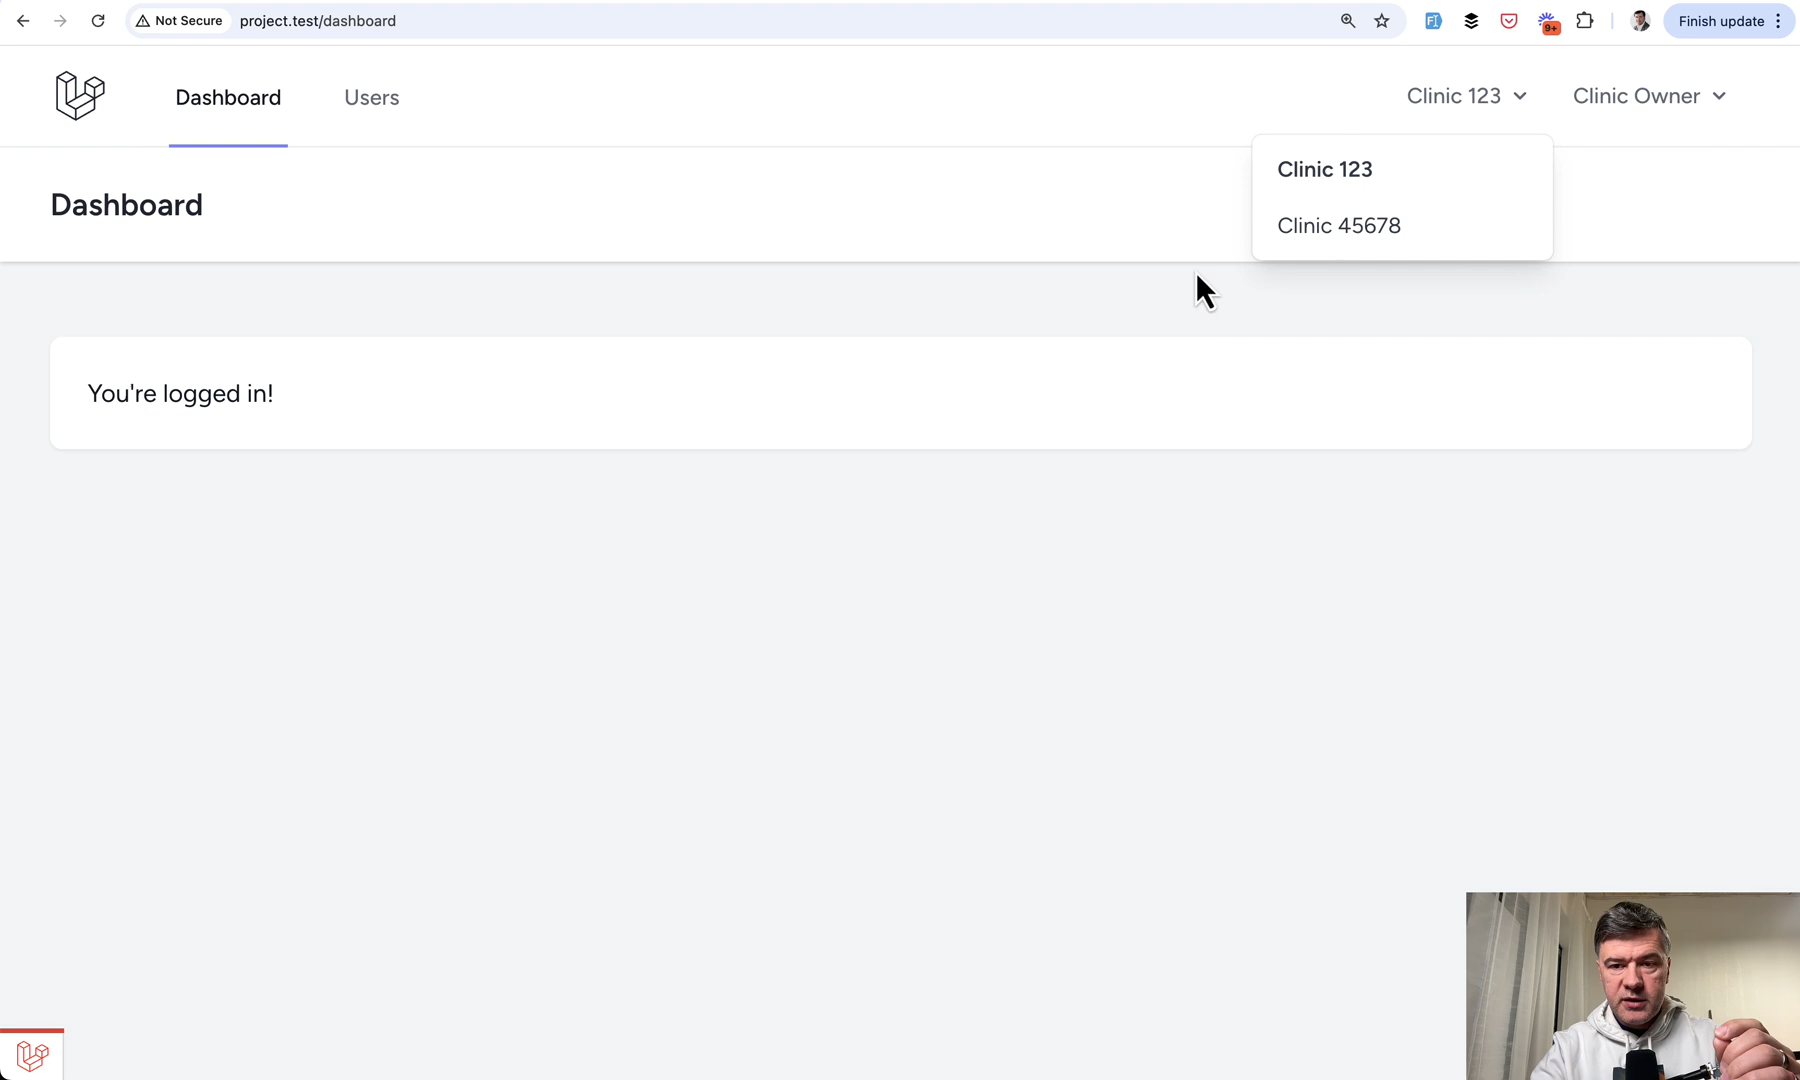 Not Secure project.test/dashboard
9+
Finish update
Dashboard Users
Clinic 123 Clinic Owner
Clinic 123
Clinic 45678
Dashboard
You're logged in!